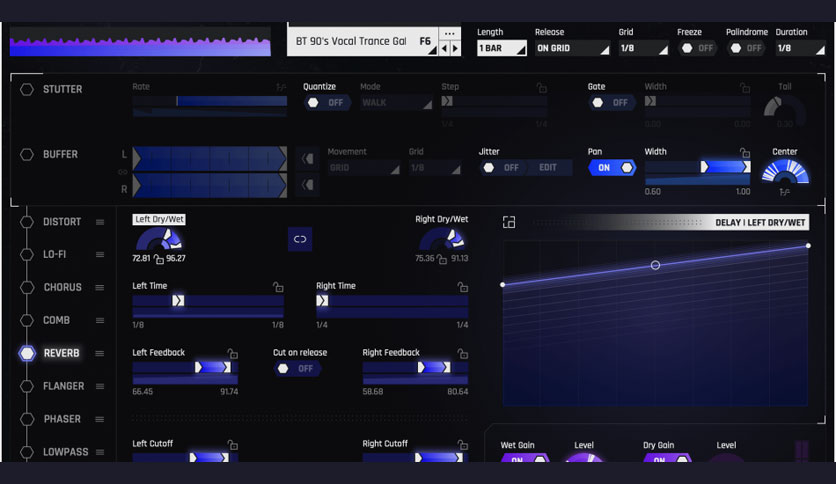 Length Release Grid Freeze Palindrome Duration
BT 90's Vocal Trance Gat F6
1 BAR ON GRID 1/8 OFF OFF 1/8
STUTTER
Rate Quantize Mode Step Gate Width Tail
OFF WALK OFF
1/4 1/4 0.00 0.00 0.30
BUFFER
L R
Movement Grid Jitter Pan Width Center
GRID 1/8 OFF EDIT ON
0.60 1.00
DISTORT
Left Dry/Wet Right Dry/Wet DELAY | LEFT DRY/WET
LO-FI
72.81 96.27 75.36 91.13
CHORUS
Left Time Right Time
COMB
1/8 1/8 1/4 1/4
REVERB
Left Feedback Cut on release Right Feedback
OFF
FLANGER
66.45 91.74 58.68 80.64
PHASER
LOWPASS
Left Cutoff Right Cutoff Wet Gain Level Dry Gain Level
ON ON